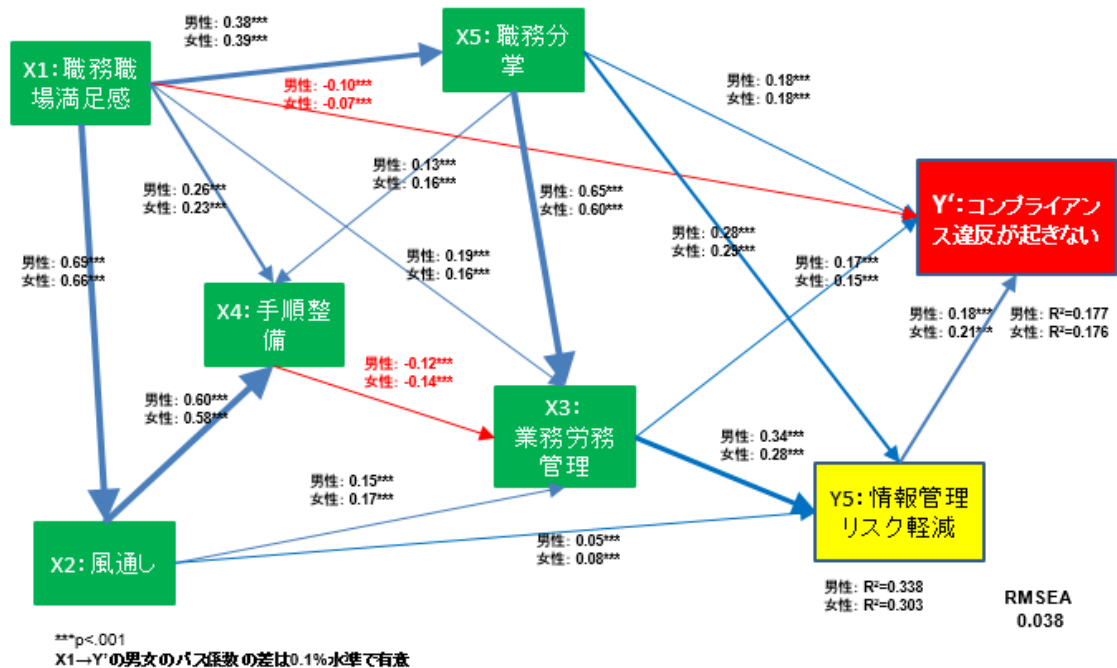 男性: 0.38***
女性: 0.39***
X5: 職務分
掌
X1: 職務職
場満足感
男性: -0.10***
女性: -0.07***
男性: 0.18***
女性: 0.18***
男性: 0.13***
女性: 0.16***
男性: 0.26***
女性: 0.23***
男性: 0.65***
女性: 0.60***
Y': コンプライアン
ス違反が起きない
男性: 0.69***
女性: 0.66***
男性: 0.19***
女性: 0.16***
男性: 0.28***
女性: 0.29***
男性: 0.17***
女性: 0.15***
X4: 手順整
備
男性: 0.18***
女性: 0.21***
男性: R²=0.177
女性: R²=0.176
男性: -0.12***
女性: -0.14***
男性: 0.60***
女性: 0.58***
X3:
業務労務
管理
男性: 0.34***
女性: 0.28***
男性: 0.15***
女性: 0.17***
Y5: 情報管理
リスク軽減
X2: 風通し
男性: 0.05***
女性: 0.08***
男性: R²=0.338
女性: R²=0.303
RMSEA
0.038
***p<.001
X1→Y'の男女のパス係数の差は0.1%水準で有意